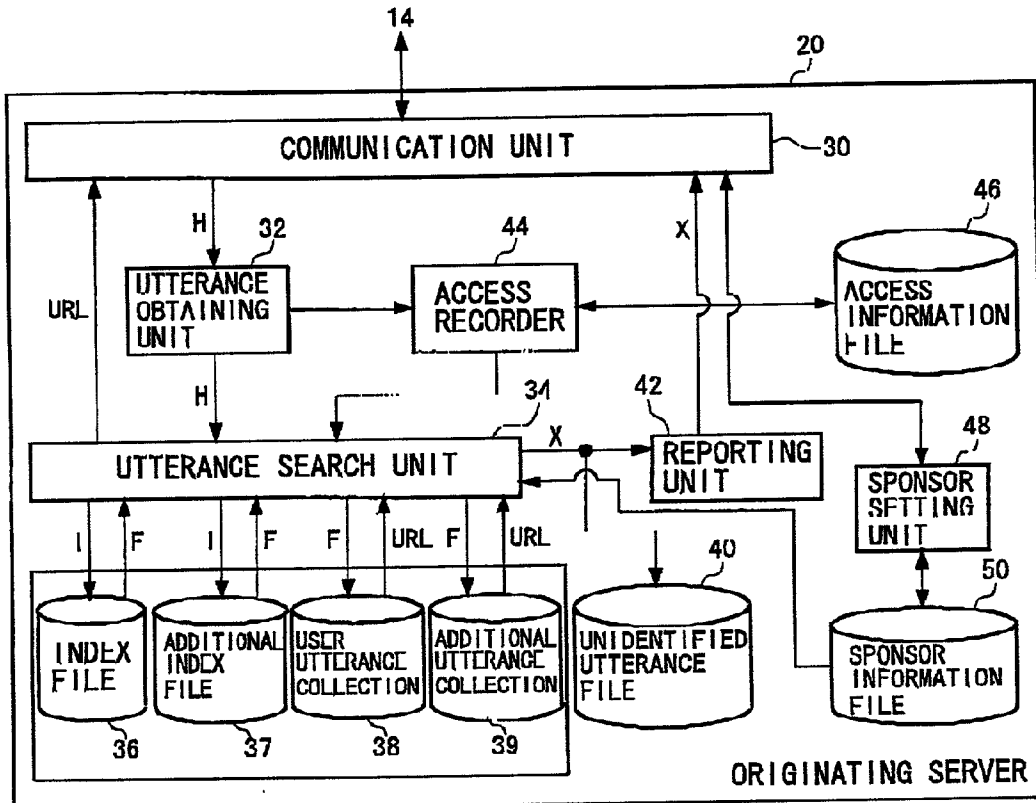 14
20
COMMUNICATION UNIT
30
H
32
44
X
46
URL
UTTERANCE
OBTAINING
UNIT
ACCESS
RECORDER
ACCESS
INFORMATION
FILE
H
34
42
48
UTTERANCE SEARCH UNIT
X
REPORTING
UNIT
SPONSOR
SETTING
UNIT
I
F
I
F
F
URL
F
URL
40
50
INDEX
FILE
ADDITIONAL
INDEX
FILE
USER
UTTERANCE
COLLECTION
ADDITIONAL
UTTERANCE
COLLECTION
UNIDENTIFIED
UTTERANCE
FILE
SPONSOR
INFORMATION
FILE
36
37
38
39
ORIGINATING SERVER